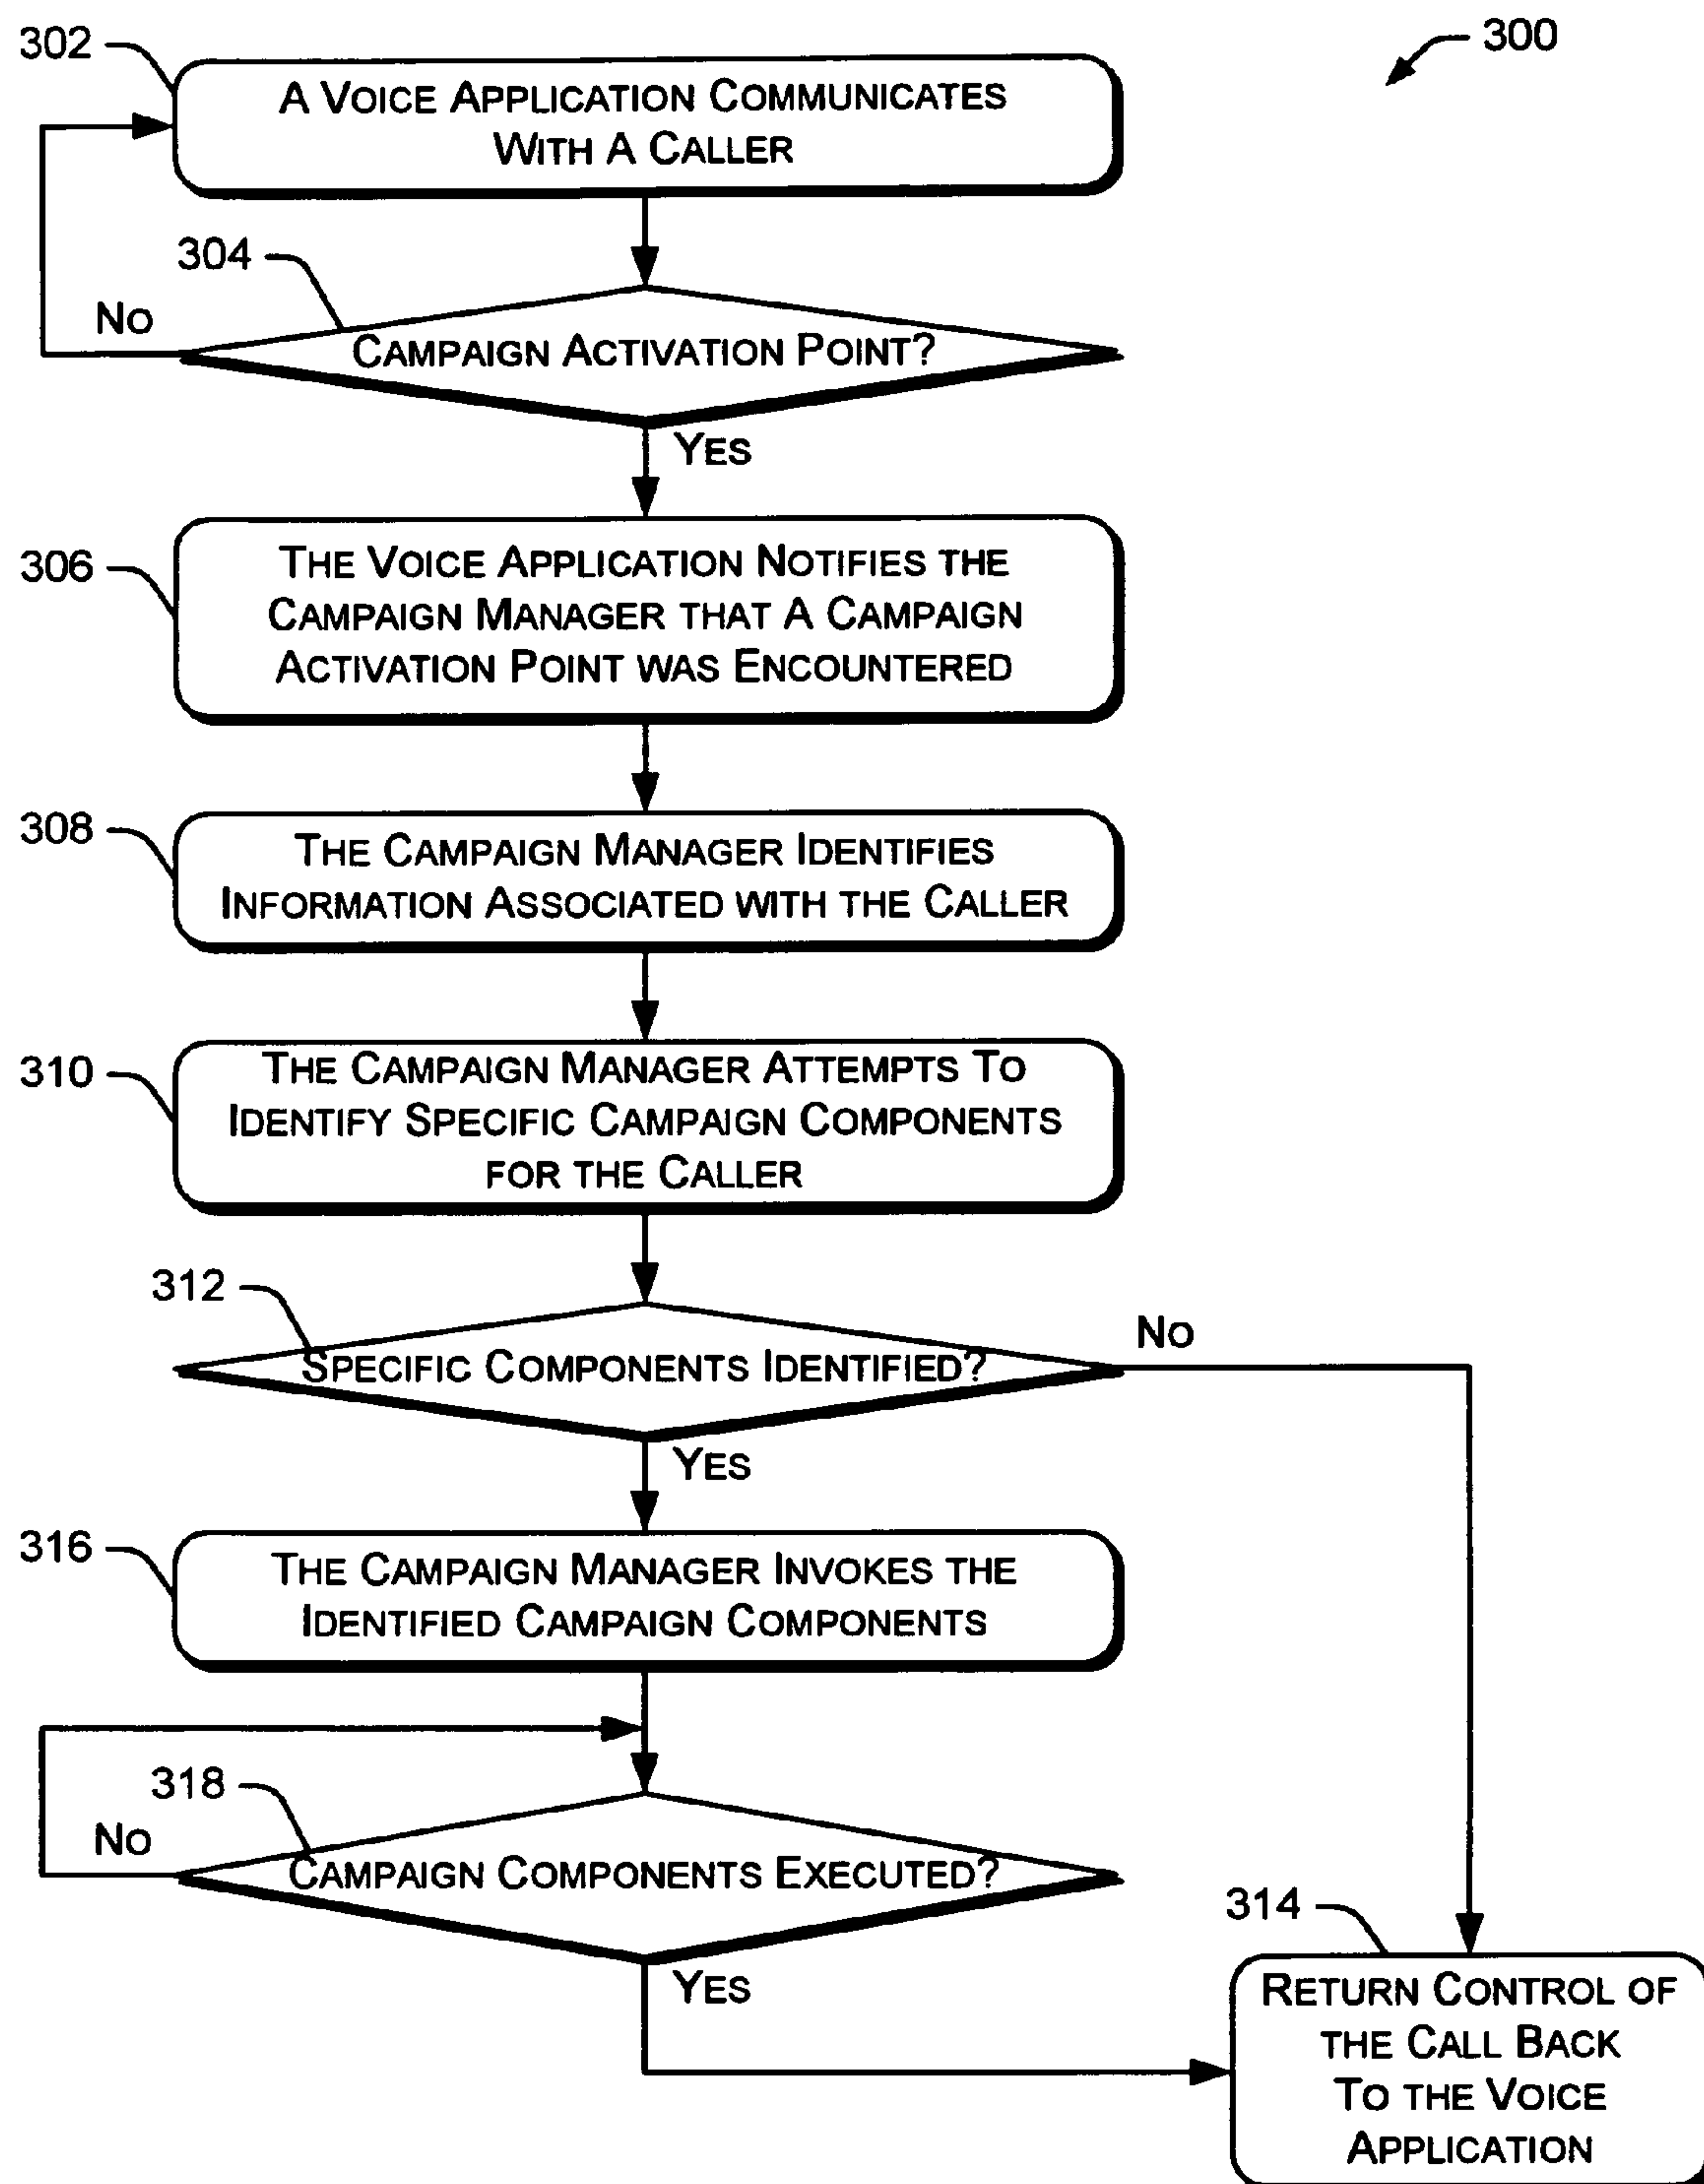 302
300
A VOICE APPLICATION COMMUNICATES
WITH A CALLER
304
NO
CAMPAIGN ACTIVATION POINT?
YES
306
THE VOICE APPLICATION NOTIFIES THE
CAMPAIGN MANAGER THAT A CAMPAIGN
ACTIVATION POINT WAS ENCOUNTERED
308
THE CAMPAIGN MANAGER IDENTIFIES
INFORMATION ASSOCIATED WITH THE CALLER
310
THE CAMPAIGN MANAGER ATTEMPTS TO
IDENTIFY SPECIFIC CAMPAIGN COMPONENTS
FOR THE CALLER
312
NO
SPECIFIC COMPONENTS IDENTIFIED?
YES
316
THE CAMPAIGN MANAGER INVOKES THE
IDENTIFIED CAMPAIGN COMPONENTS
318
NO
CAMPAIGN COMPONENTS EXECUTED?
YES
314
RETURN CONTROL OF
THE CALL BACK
TO THE VOICE
APPLICATION